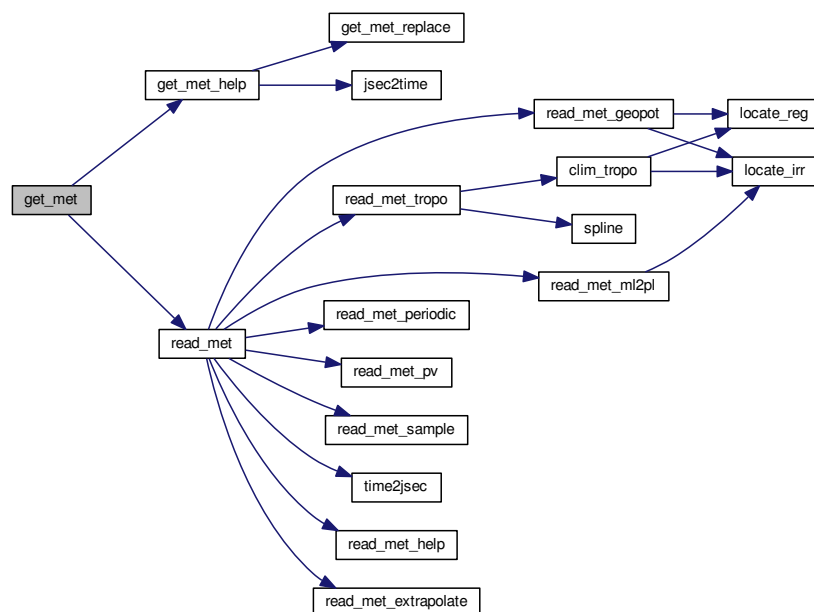 get_met_replace
get_met_help
jsec2time
read_met_geopot
locate_reg
clim_tropo
locate_irr
get_met
read_met_tropo
spline
read_met_ml2pl
read_met_periodic
read_met
read_met_pv
read_met_sample
time2jsec
read_met_help
read_met_extrapolate